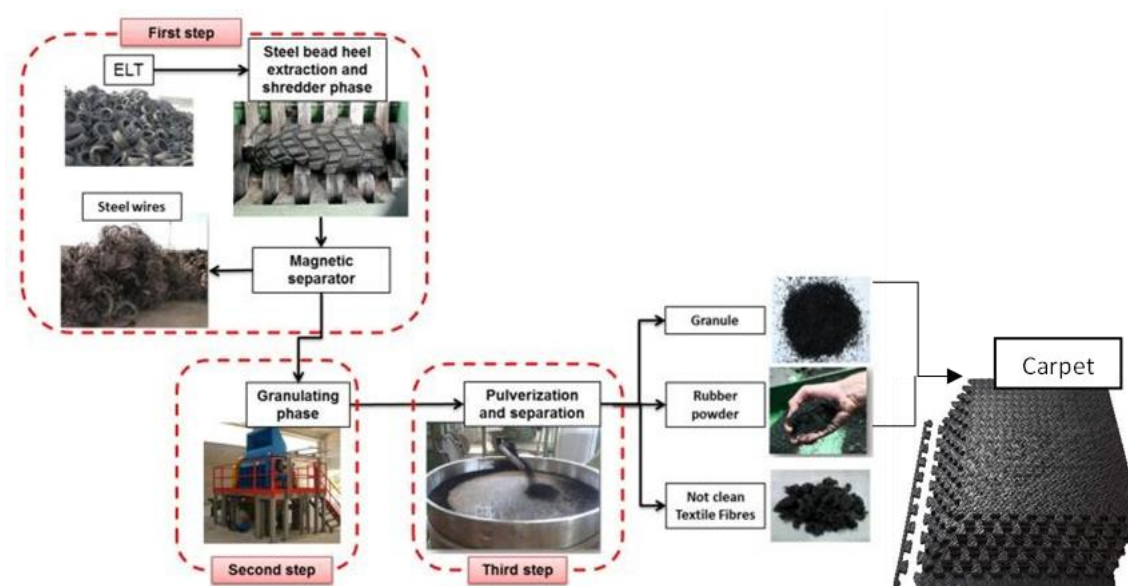 First step
ELT
Steel bead heel
extraction and
shredder phase
Steel wires
Magnetic
separator
Granule
Carpet
Granulating
phase
Pulverization
and separation
Rubber
powder
Not clean
Textile Fibres
Second step
Third step